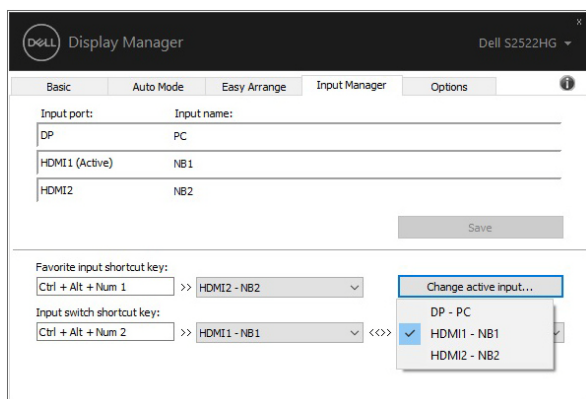 DELL Display Manager
Dell S2522HG
Basic Auto Mode Easy Arrange Input Manager Options
Input port: Input name:
DP PC
HDMI1 (Active) NB1
HDMI2 NB2
Save
Favorite input shortcut key:
Ctrl + Alt + Num 1 >> HDMI2 - NB2 Change active input...
DP - PC
Input switch shortcut key:
Ctrl + Alt + Num 2 >> HDMI1 - NB1 <<>> HDMI1 - NB1
HDMI2 - NB2